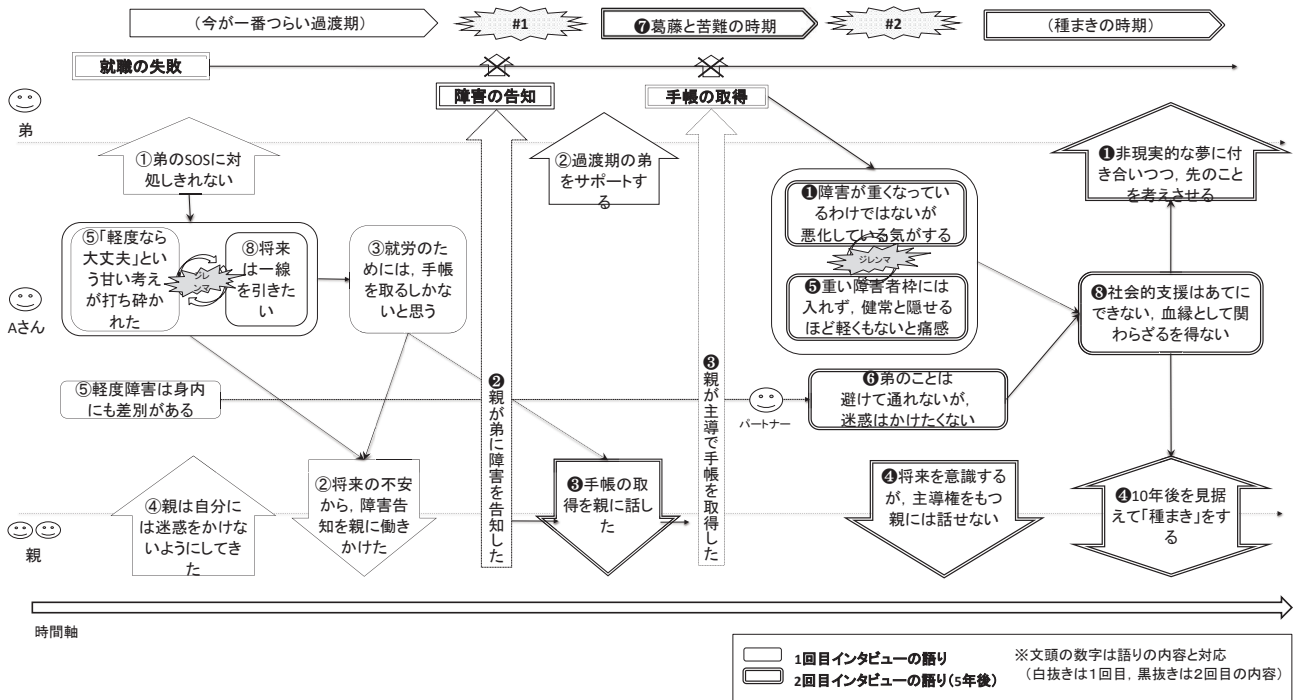 (今が一番つらい過渡期)
#1
❼葛藤と苦難の時期
#2
(種まきの時期)
就職の失敗
障害の告知
手帳の取得
弟
①弟のSOSに対
処しきれない
②過渡期の弟
をサポートす
る
❶非現実的な夢に付
き合いつつ，先のこと
を考えさせる
⑤「軽度なら
大丈夫」とい
う甘い考え
が打ち砕か
れた
ジレ
ンマ
⑧将来
は一線
を引きた
い
③就労のた
めには，手帳
を取るしかな
いと思う
❶障害が重くなってい
るわけではないが
悪化している気がする
ジレンマ
❺重い障害者枠には
入れず，健常と隠せる
ほど軽くもないと痛感
❽社会的支援はあてに
できない，血縁として関
わらざるを得ない
Aさん
⑤軽度障害は身内
にも差別がある
❷親が弟に障害を告知した
❸親が主導で手帳を取得した
パートナー
❻弟のことは
避けて通れないが，
迷惑はかけたくない
④親は自分に
は迷惑をかけな
いようにしてき
た
②将来の不安
から，障害告
知を親に働き
かけた
❸手帳の取
得を親に話し
た
❹将来を意識する
が，主導権をもつ
親には話せない
❹10年後を見据
えて「種まき」をす
る
親
時間軸
1回目インタビューの語り
2回目インタビューの語り(5年後)
※文頭の数字は語りの内容と対応
(白抜きは1回目，黒抜きは2回目の内容)